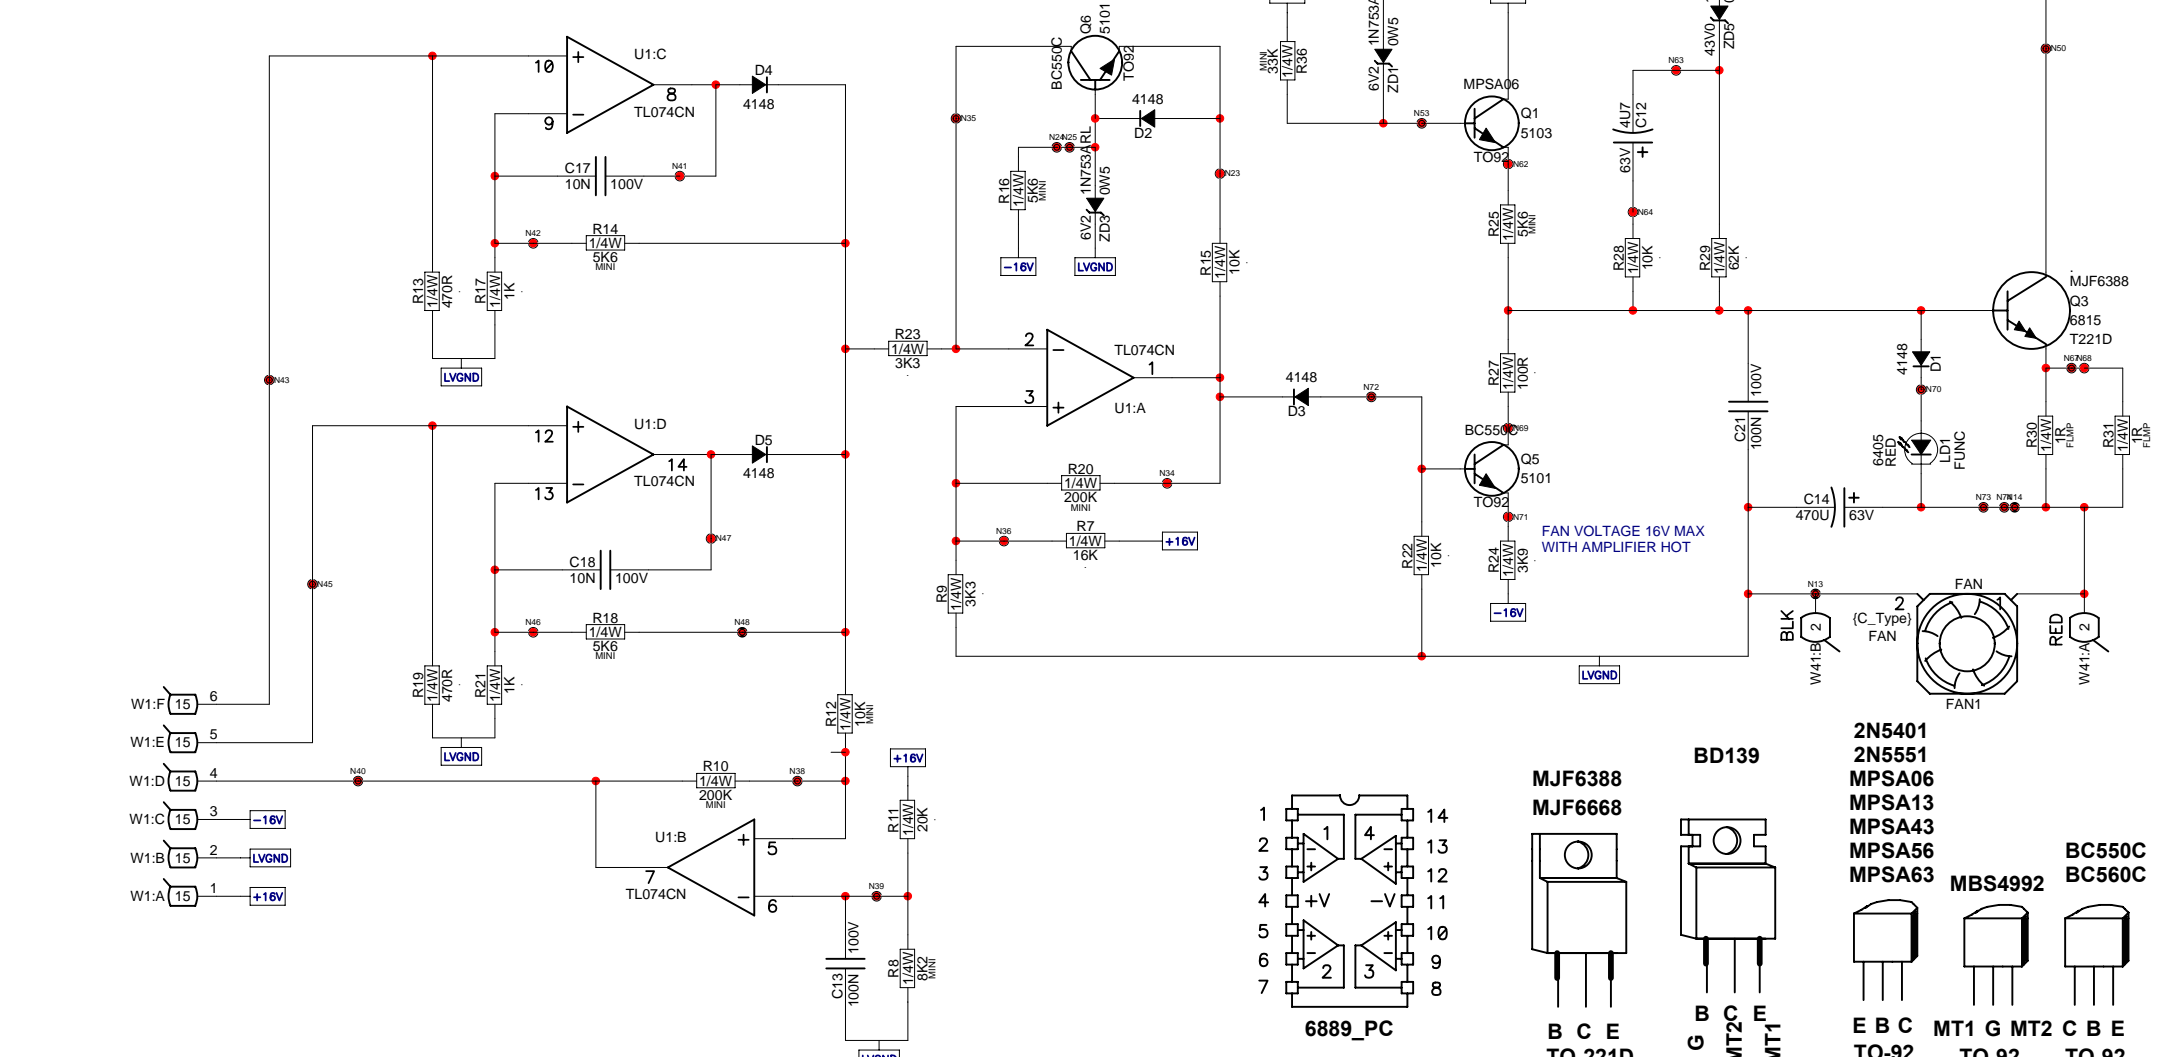 U1:C
10
+
9
−
8
TL074CN
D4
4148
C17
10N
100V
N41
N42
R14
1/4W
5K6
MINI
R13
1/4W
470R
R17
1/4W
1K
LVGND
N43
U1:D
12
+
13
−
14
TL074CN
D5
4148
N47
C18
10N
100V
N45
N46
R18
1/4W
5K6
MINI
N48
R19
1/4W
470R
R21
1/4W
1K
LVGND
W1:F
15
6
W1:E
15
5
W1:D
15
4
N40
W1:C
15
3
−16V
W1:B
15
2
LVGND
W1:A
15
1
+16V
R12
1/4W
10K
MINI
R10
1/4W
200K
MINI
N38
U1:B
+
5
−
6
7
TL074CN
N39
+16V
R11
1/4W
20K
R8
1/4W
8K2
MINI
C13
100N
100V
LVGND
Q6
5101
BC550C
TO92
N35
4148
D2
N24
N25
1N753ARL
0W5
6V2
ZD3
R16
1/4W
5K6
MINI
−16V
LVGND
N23
R15
1/4W
10K
R23
1/4W
3K3
2
−
3
+
1
TL074CN
U1:A
R20
1/4W
200K
MINI
N34
N36
R7
1/4W
16K
+16V
R9
1/4W
3K3
4148
D3
N72
R22
1/4W
10K
MINI
33K
1/4W
R36
1N753A
0W5
6V2
ZD1
N53
MPSA06
Q1
5103
TO92
N62
R25
1/4W
5K6
MINI
R27
1/4W
100R
N69
BC550C
Q5
5101
TO92
N71
R24
1/4W
3K9
−16V
LVGND
FAN VOLTAGE 16V MAX
WITH AMPLIFIER HOT
43V0
ZD5
N63
4U7
C12
63V
+
N64
R28
1/4W
10K
R29
1/4W
62K
C21
100N
100V
4148
D1
N70
6405
RED
LD1
FUNC
C14
470U
+
63V
N73
N14
N50
MJF6388
Q3
6815
T221D
N67
N68
R30
1/4W
1R
FLMP
R31
1/4W
1R
FLMP
N13
BLK
2
W41:B
2
{C_Type}
FAN
FAN
1
FAN1
RED
2
W41:A
1
2
3
4
5
6
7
14
13
12
11
10
9
8
1
4
+V
−V
2
3
6889_PC
MJF6388
MJF6668
B C E
TO-221D
BD139
B C E
G
MT2
MT1
2N5401
2N5551
MPSA06
MPSA13
MPSA43
MPSA56
MPSA63
E B C
TO-92
MBS4992
MT1 G MT2
TO-92
BC550C
BC560C
C B E
TO-92